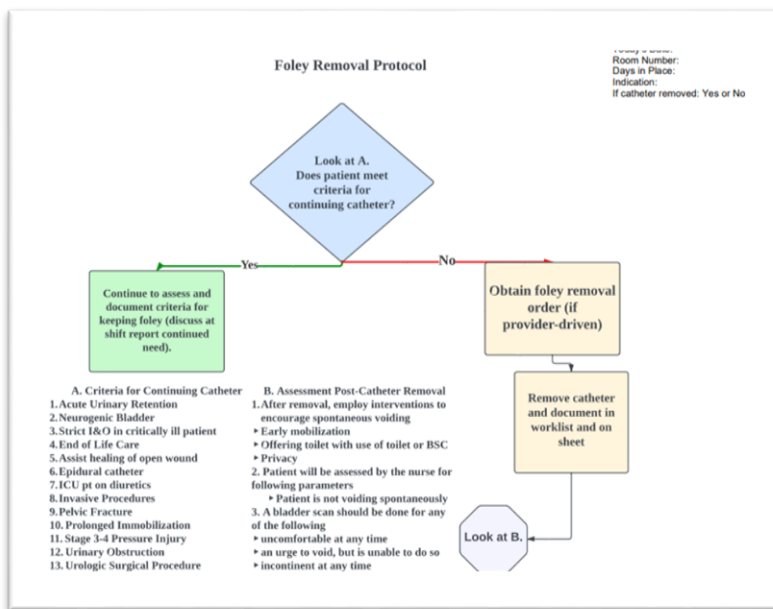 Foley Removal Protocol
Room Number:
Days in Place:
Indication:
If catheter removed: Yes or No
Look at A.
Does patient meet
criteria for
continuing catheter?
Yes
No
Continue to assess and
document criteria for
keeping foley (discuss at
shift report continued
need).
Obtain foley removal
order (if
provider-driven)
Remove catheter
and document in
worklist and on
sheet
Look at B.
A. Criteria for Continuing Catheter
1. Acute Urinary Retention
2. Neurogenic Bladder
3. Strict I&O in critically ill patient
4. End of Life Care
5. Assist healing of open wound
6. Epidural catheter
7. ICU pt on diuretics
8. Invasive Procedures
9. Pelvic Fracture
10. Prolonged Immobilization
11. Stage 3-4 Pressure Injury
12. Urinary Obstruction
13. Urologic Surgical Procedure
B. Assessment Post-Catheter Removal
1. After removal, employ interventions to
encourage spontaneous voiding
‣ Early mobilization
‣ Offering toilet with use of toilet or BSC
‣ Privacy
2. Patient will be assessed by the nurse for
following parameters
‣ Patient is not voiding spontaneously
3. A bladder scan should be done for any
of the following
‣ uncomfortable at any time
‣ an urge to void, but is unable to do so
‣ incontinent at any time